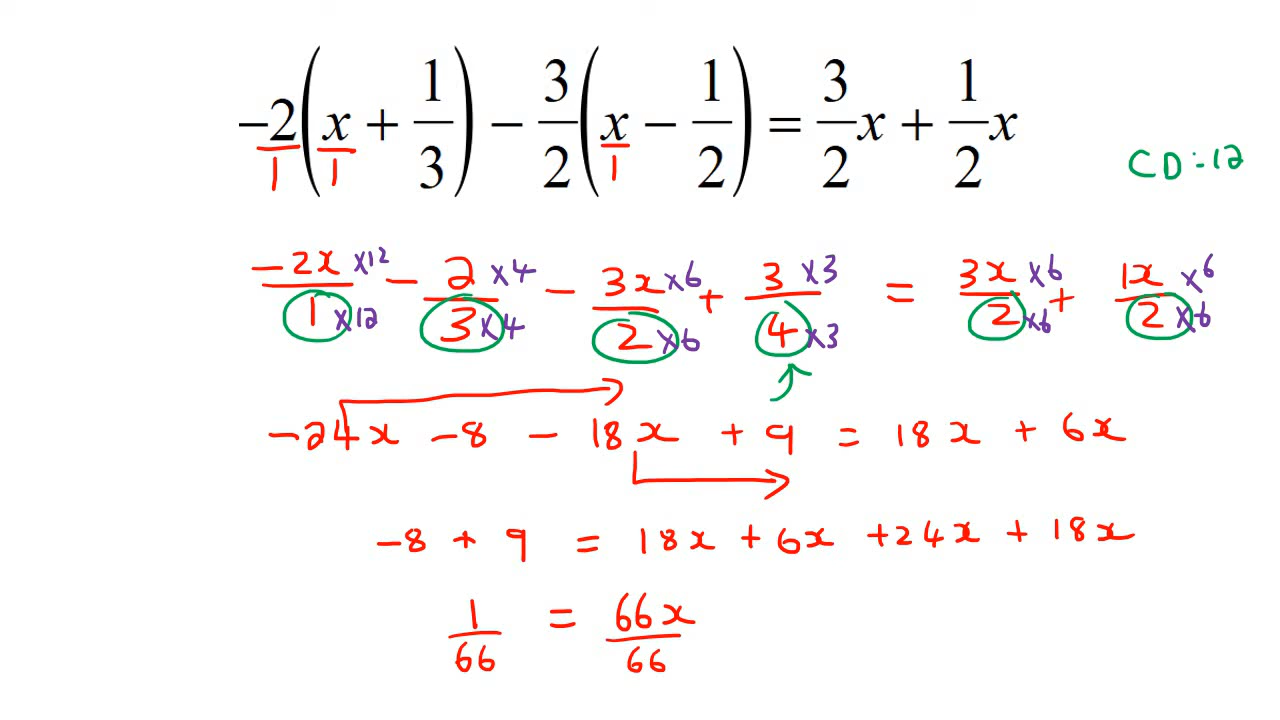 -2(x + 1/3) - 3/2(x - 1/2) = 3/2x + 1/2x
1 1 1
CD:12
-2x/1 ×12/×12 - 2/3 ×4/×4 - 3x/2 ×6/×6 + 3/4 ×3/×3 = 3x/2 ×6/×6 + 1x/2 ×6/×6
-24x -8 - 18x + 9 = 18x + 6x
-8 + 9 = 18x + 6x +24x + 18x
1/66 = 66x/66